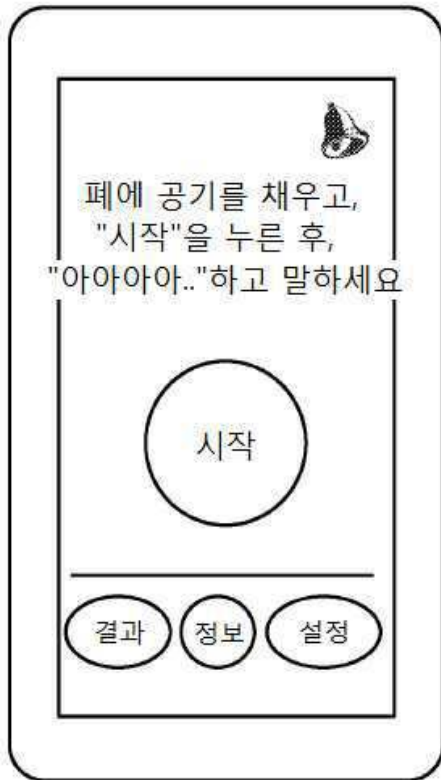 폐에 공기를 채우고,
"시작"을 누른 후,
"아아아아.."하고 말하세요
시작
결과 정보 설정